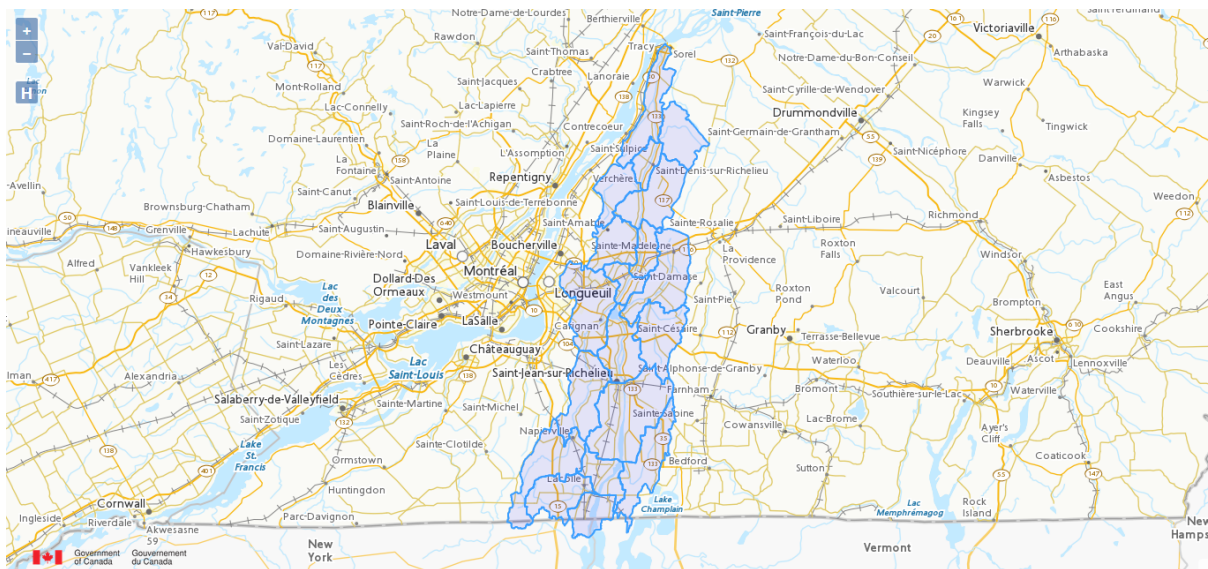 Notre-Dame-de-Lourdes
Berthierville
Saint-Pierre
Victoriaville
+
−
H
Val-David
Rawdon
Saint-Thomas
Tracy
Sorel
Saint-François-du-Lac
Arthabaska
Notre-Dame-du-Bon-Conseil
Crabtree
Lanoraie
Mont-Rolland
Saint-Jacques
Saint-Cyrille-de-Wendover
Warwick
Lac-Connelly
Lac-Lapierre
Drummondville
Kingsey
Falls
Tingwick
Saint-Roch-de-l'Achigan
Contrecoeur
Saint-Germain-de-Grantham
Domaine-Laurentien
La
Plaine
L'Assomption
Saint-Sulpice
Saint-Nicéphore
Danville
La
Fontaine
Saint-Antoine
Repentigny
Verchère
Saint-Denis-sur-Richelieu
Asbestos
-Avellin
Saint-Canut
Weedon
Brownsburg-Chatham
Blainville
Saint-Louis-de-Terrebonne
Saint-Amable
Sainte-Rosalie
Saint-Liboire
Richmond
Grenville
Lachute
Saint-Augustin
Laval
Boucherville
Sainte-Madeleine
La
Providence
Roxton
Falls
Hawkesbury
Domaine-Rivière-Nord
Windsor
Alfred
Vankleek
Hill
Dollard-Des
Ormeaux
Montréal
Saint-Damase
Lac
des
Deux
Montagnes
Westmount
Longueuil
Saint-Pie
Roxton
Pond
Valcourt
East
Angus
Rigaud
Brompton
Pointe-Claire
LaSalle
Carignan
Saint-Césaire
Granby
Terrasse-Bellevue
Sherbrooke
Cookshire
Saint-Lazare
Châteauguay
Ascot
Lennoxville
Alexandria
Les
Cèdres
Lac
Saint-Louis
Saint-Jean-sur-Richelieu
Saint-Alphonse-de-Granby
Waterloo
Deauville
Farnham
Bromont
Southière-sur-le-Lac
Waterville
Salaberry-de-Valleyfield
Sainte-Martine
Saint-Michel
Saint-Zotique
Sainte-Sabine
Lac-Brome
Cowansville
Napierville
Ayer's
Cliff
Lake
St.
Francis
Sainte-Clotilde
Ormstown
Bedford
Sutton
Coaticook
Huntingdon
Lacolle
Cornwall
Lake
Champlain
Lac
Memphrémagog
Rock
Island
Ingleside
Riverdale
Akwesasne
59
Parc-Davignon
New
York
Vermont
New
Hamps
Government
of Canada
Gouvernement
du Canada